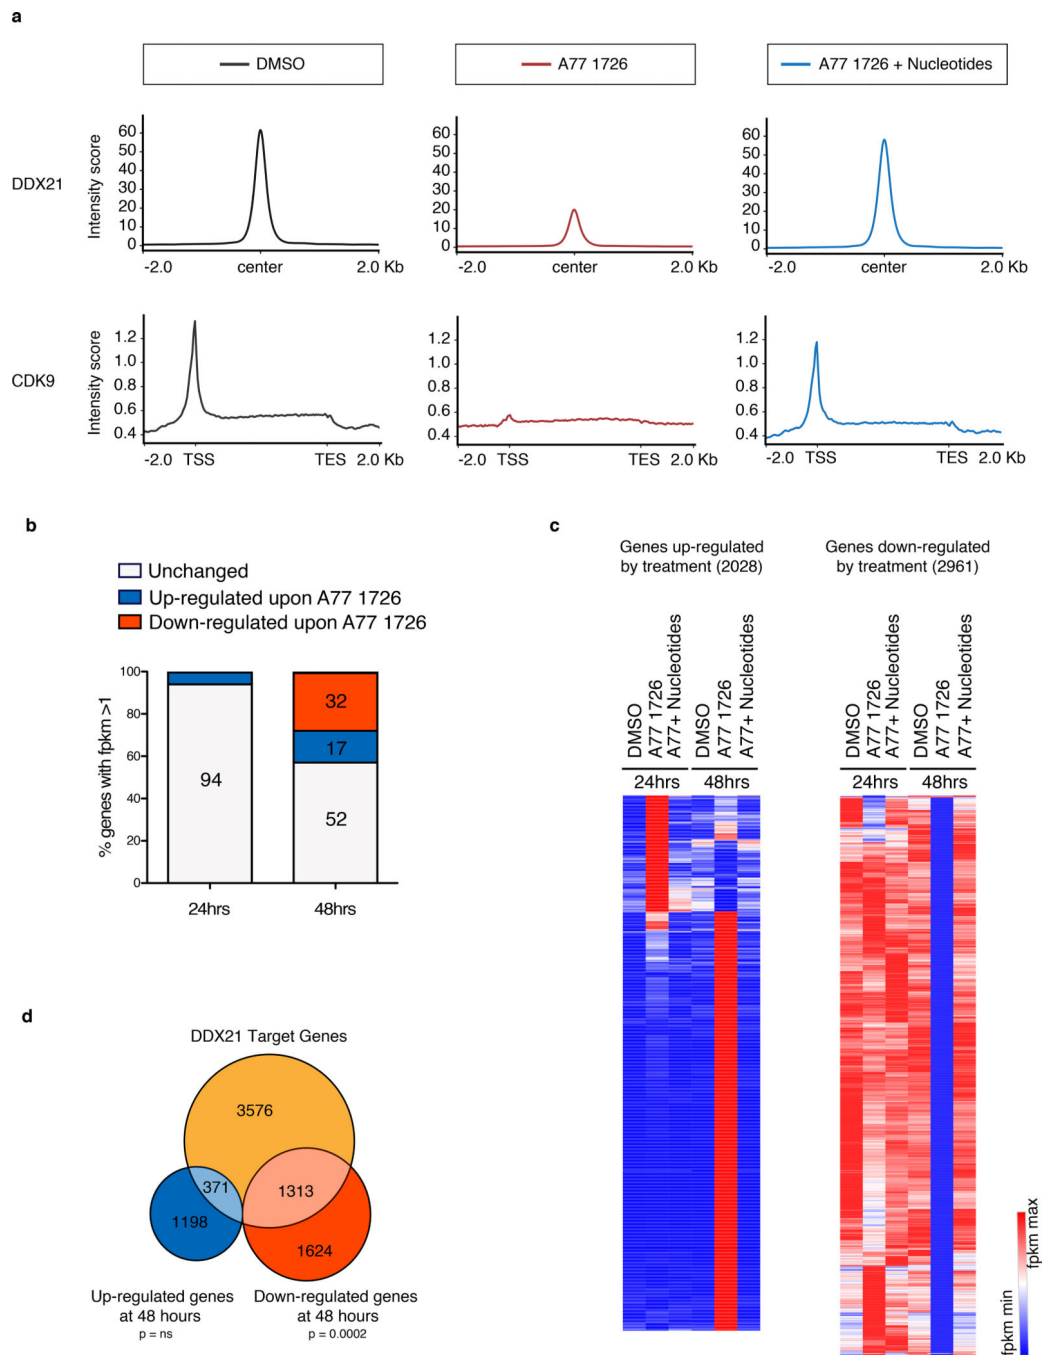 a
DMSO
A77 1726
A77 1726 + Nucleotides
DDX21
Intensity score
60
50
40
30
20
10
0
-2.0 center 2.0 Kb
60
50
40
30
20
10
0
-2.0 center 2.0 Kb
60
50
40
30
20
10
0
-2.0 center 2.0 Kb
CDK9
Intensity score
1.2
1.0
0.8
0.6
0.4
-2.0 TSS TES 2.0 Kb
1.2
1.0
0.8
0.6
0.4
-2.0 TSS TES 2.0 Kb
1.2
1.0
0.8
0.6
0.4
-2.0 TSS TES 2.0 Kb
b
Unchanged
Up-regulated upon A77 1726
Down-regulated upon A77 1726
% genes with fpkm >1
100
80
60
40
20
0
94
32
17
52
24hrs
48hrs
c
Genes up-regulated
by treatment (2028)
Genes down-regulated
by treatment (2961)
DMSO
A77 1726
A77+ Nucleotides
DMSO
A77 1726
A77+ Nucleotides
24hrs 48hrs
DMSO
A77 1726
A77+ Nucleotides
DMSO
A77 1726
A77+ Nucleotides
24hrs 48hrs
fpkm min
fpkm max
d
DDX21 Target Genes
3576
371
1313
1198
1624
Up-regulated genes
at 48 hours
p = ns
Down-regulated genes
at 48 hours
p = 0.0002